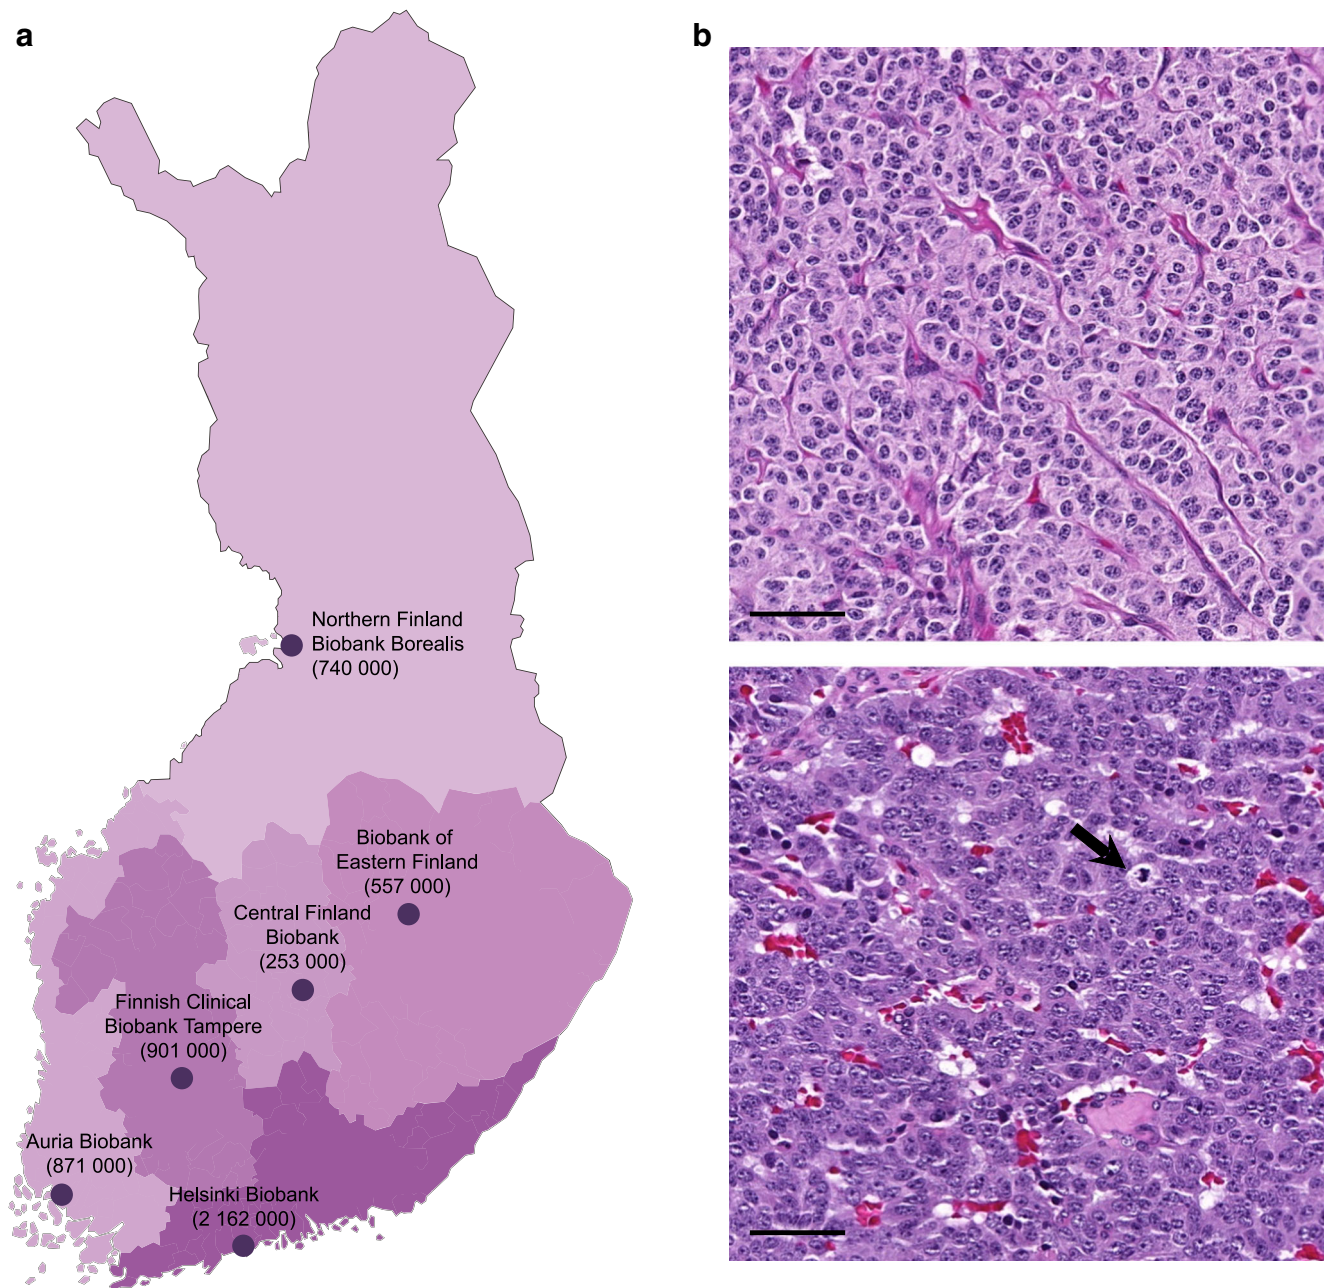 a
b
Northern Finland
Biobank Borealis
(740 000)
Biobank of
Eastern Finland
(557 000)
Central Finland
Biobank
(253 000)
Finnish Clinical
Biobank Tampere
(901 000)
Auria Biobank
(871 000)
Helsinki Biobank
(2 162 000)